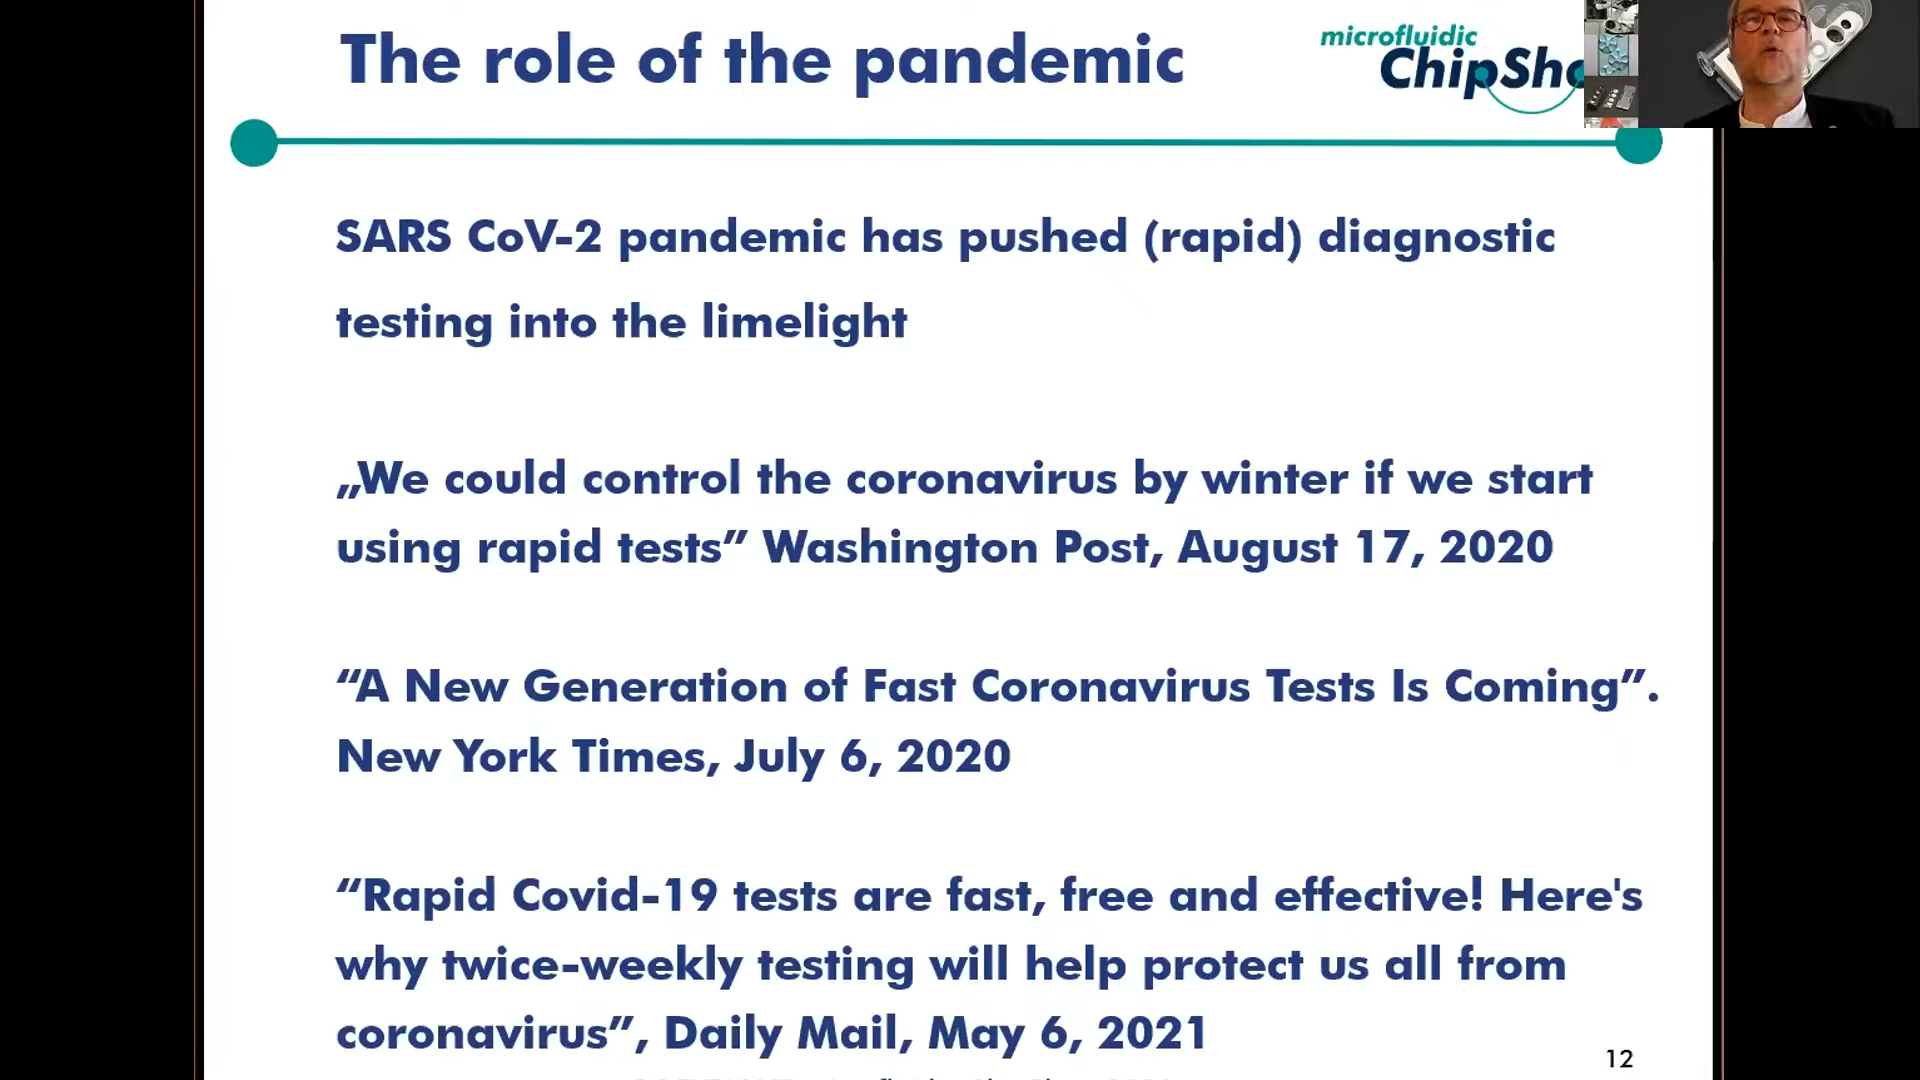 The role of the pandemic
microfluidic
ChipSho
SARS CoV-2 pandemic has pushed (rapid) diagnostic
testing into the limelight
„We could control the coronavirus by winter if we start
using rapid tests” Washington Post, August 17, 2020
“A New Generation of Fast Coronavirus Tests Is Coming”.
New York Times, July 6, 2020
“Rapid Covid-19 tests are fast, free and effective! Here's
why twice-weekly testing will help protect us all from
coronavirus”, Daily Mail, May 6, 2021
12